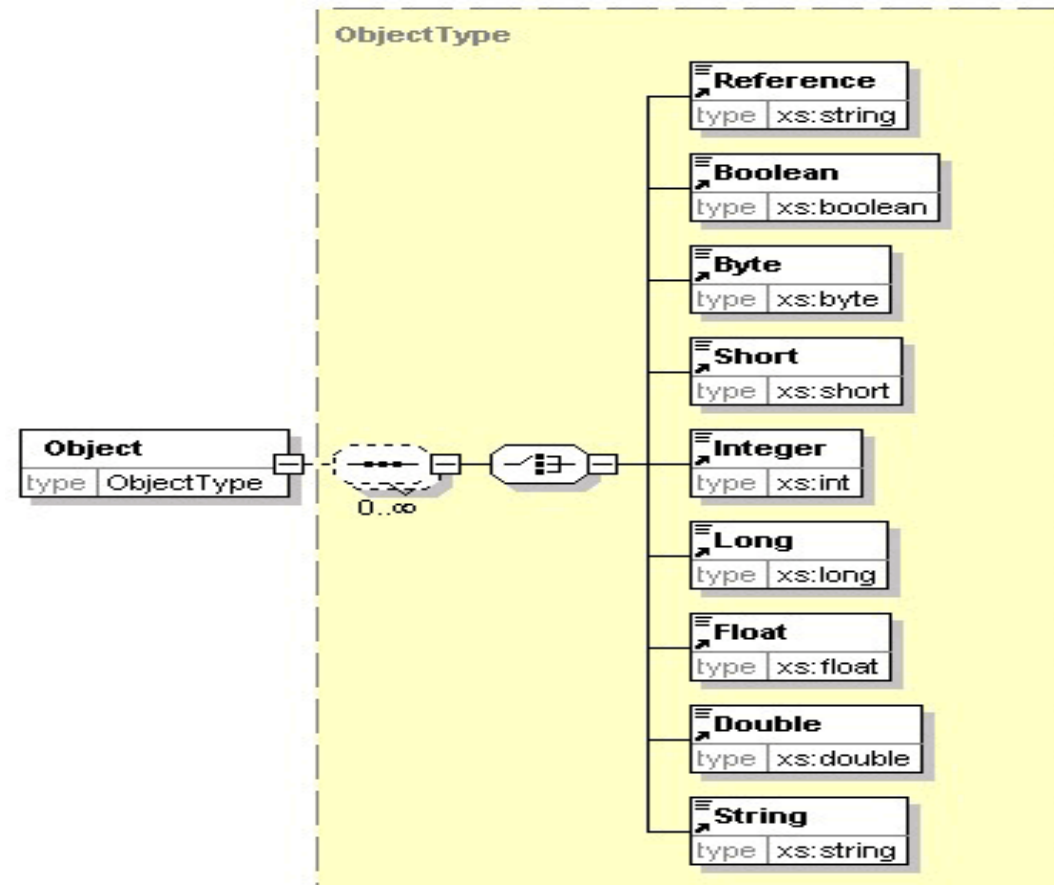 ObjectType
Reference
type xs:string
Boolean
type xs:boolean
Byte
type xs:byte
Short
type xs:short
Object
type ObjectType
0..∞
Integer
type xs:int
Long
type xs:long
Float
type xs:float
Double
type xs:double
String
type xs:string